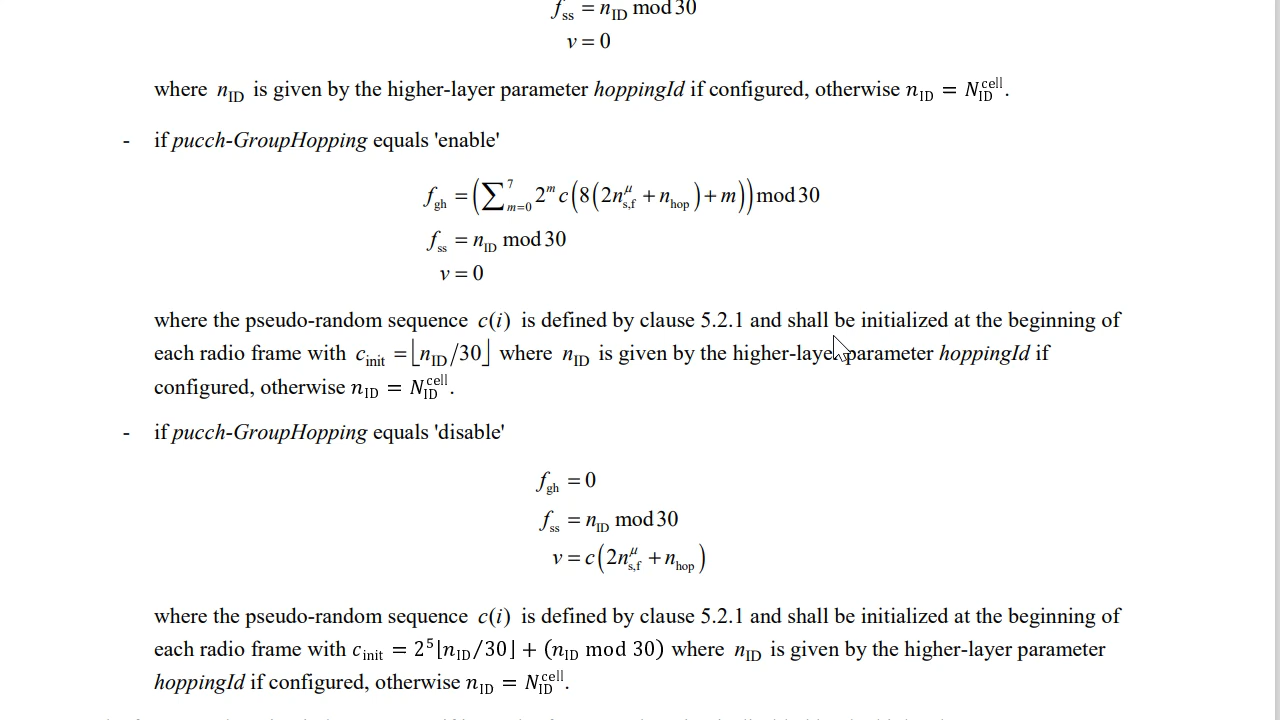 f_ss = n_ID mod 30
v = 0
where n_ID is given by the higher-layer parameter hoppingId if configured, otherwise n_ID = N_ID^cell.
- if pucch-GroupHopping equals 'enable'
f_gh = (∑_{m=0}^{7} 2^m c(8(2n_{s,f}^μ + n_hop) + m)) mod 30
f_ss = n_ID mod 30
v = 0
where the pseudo-random sequence c(i) is defined by clause 5.2.1 and shall be initialized at the beginning of
each radio frame with c_init = ⌊n_ID/30⌋ where n_ID is given by the higher-layer parameter hoppingId if
configured, otherwise n_ID = N_ID^cell.
- if pucch-GroupHopping equals 'disable'
f_gh = 0
f_ss = n_ID mod 30
v = c(2n_{s,f}^μ + n_hop)
where the pseudo-random sequence c(i) is defined by clause 5.2.1 and shall be initialized at the beginning of
each radio frame with c_init = 2^5⌊n_ID/30⌋ + (n_ID mod 30) where n_ID is given by the higher-layer parameter
hoppingId if configured, otherwise n_ID = N_ID^cell.